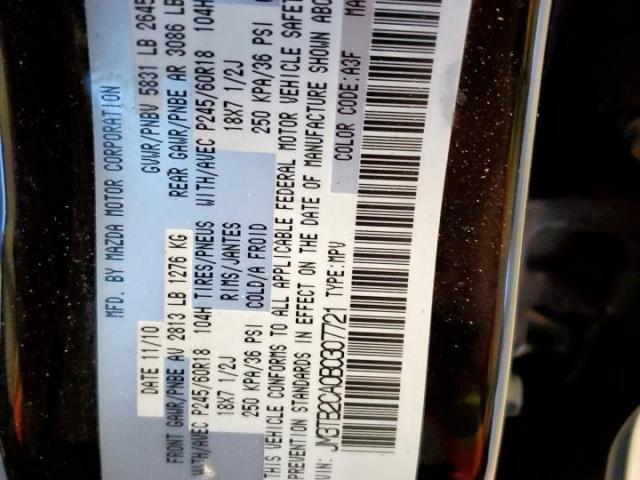 MFD. BY MAZDA MOTOR CORPORATION
DATE 11/10
GVWR/PNBV 5831 LB 2645
FRONT GAWR/PNBE AV 2813 LB 1276 KG
REAR GAWR/PNBE AR 3086 LB
WITH/AVEC P245/60R18 104H TIRES/PNEUS WITH/AVEC P245/60R18 104H
18X7 1/2J RIMS/JANTES 18X7 1/2J
250 KPA/36 PSI COLD/A FROID 250 KPA/36 PSI
THIS VEHICLE CONFORMS TO ALL APPLICABLE FEDERAL MOTOR VEHICLE SAFET
PREVENTION STANDARDS IN EFFECT ON THE DATE OF MANUFACTURE SHOWN ABO
VIN: JM3TB2CA0B0307721 TYPE:MPV COLOR CODE:A3F MA